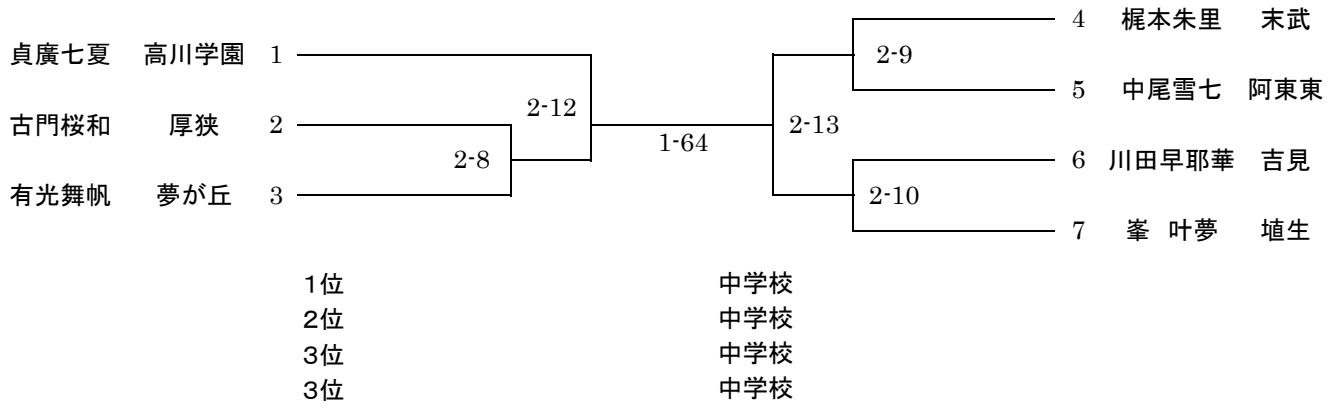 4 梶本朱里 末武
貞廣七夏 高川学園 1
2-9
5 中尾雪七 阿東東
2-12
古門桜和 厚狭 2
2-13
1-64
2-8
6 川田早耶華 吉見
有光舞帆 夢が丘 3
2-10
7 峯 叶夢 埴生
1位 中学校
2位 中学校
3位 中学校
3位 中学校